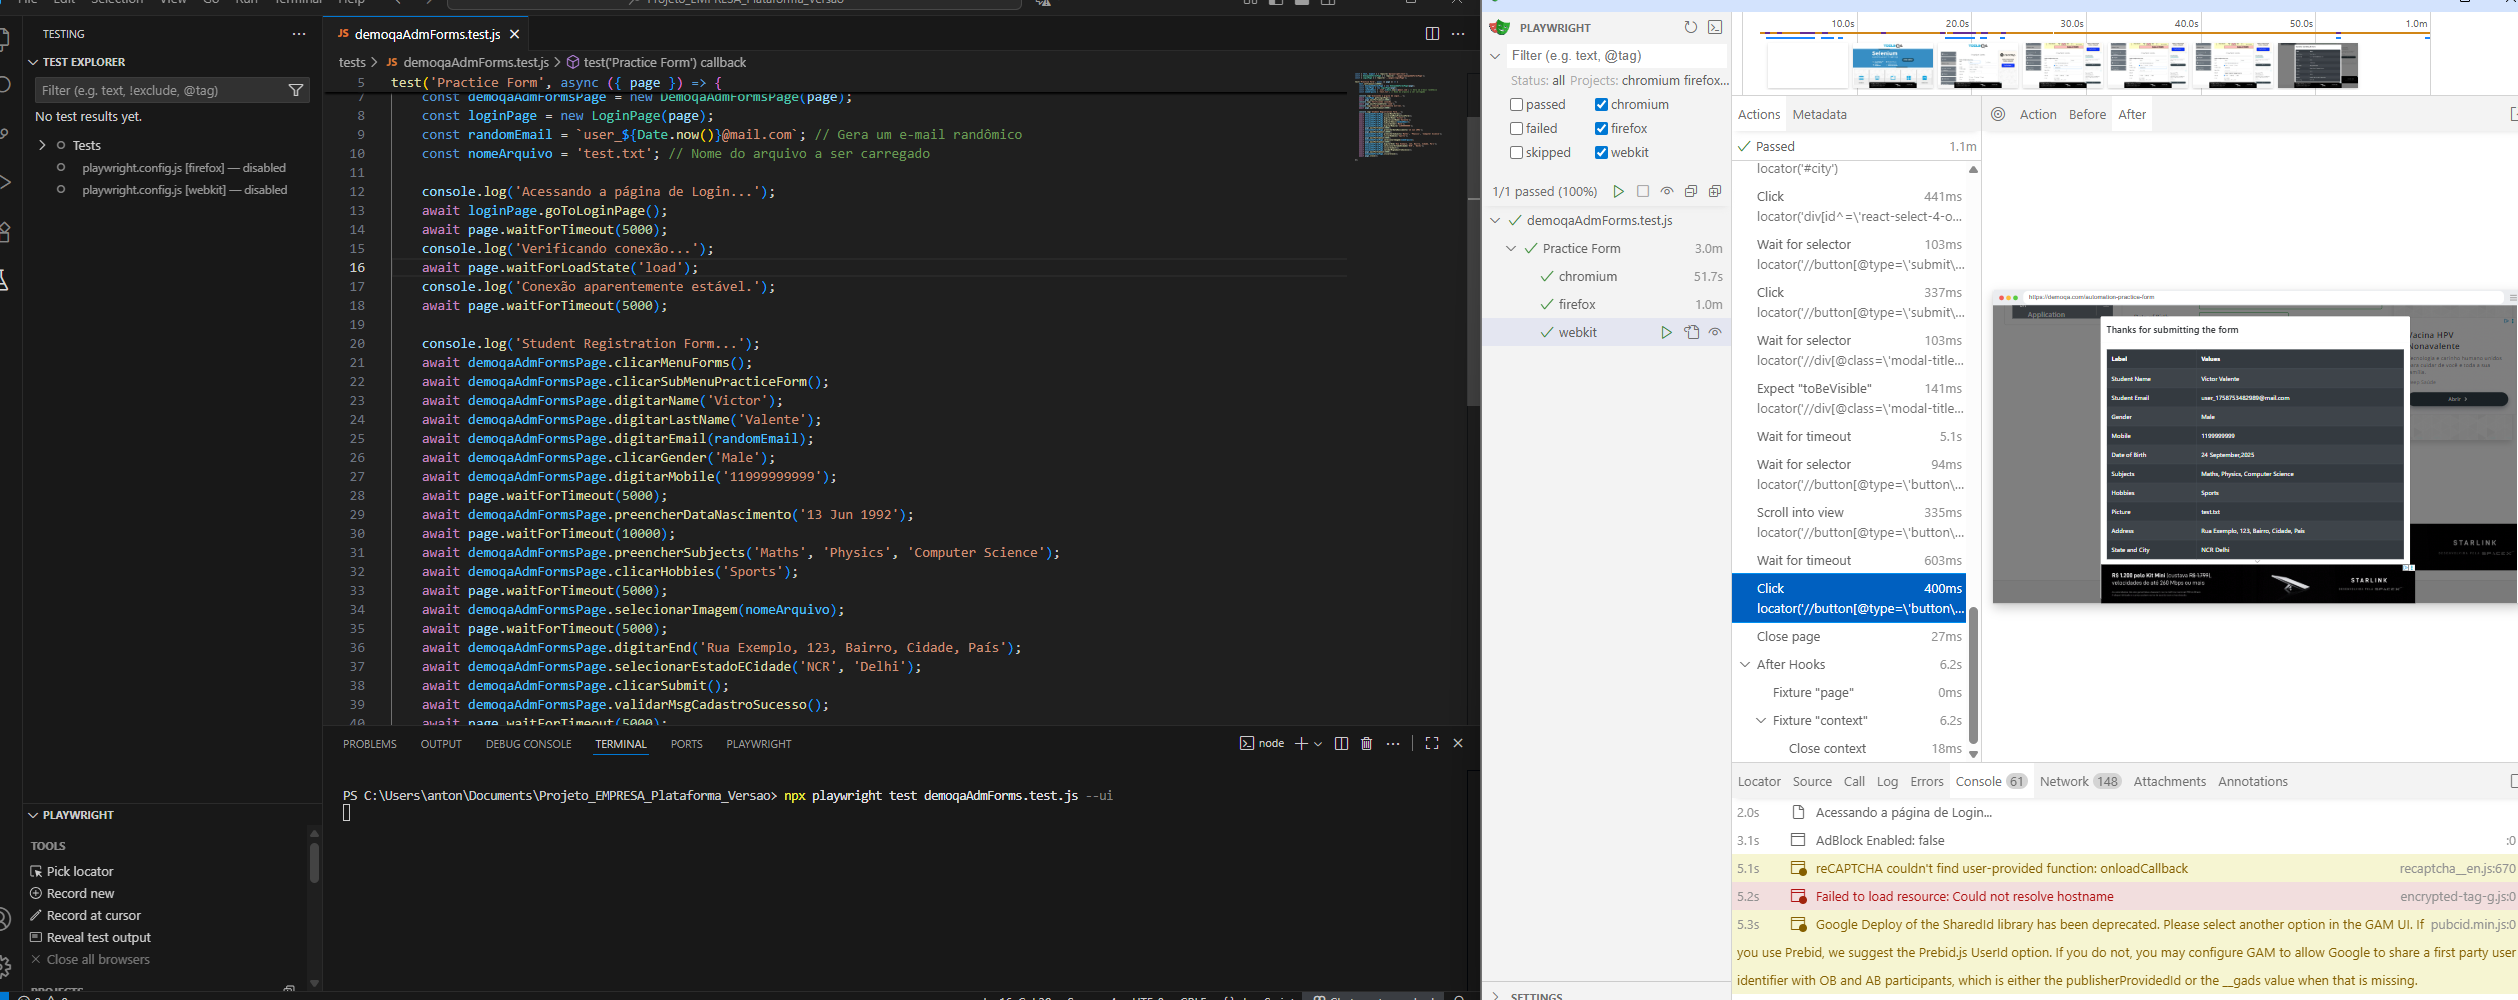 TESTING
TEST EXPLORER
Filter (e.g. text, !exclude, @tag)
No test results yet.
Tests
playwright.config.js [firefox] — disabled
playwright.config.js [webkit] — disabled
PLAYWRIGHT
TOOLS
Pick locator
Record new
Record at cursor
Reveal test output
Close all browsers
JS demoqaAdmForms.test.js
tests > JS demoqaAdmForms.test.js > test('Practice Form') callback
5 test('Practice Form', async ({ page }) => {
7 const demoqaAdmFormsPage = new DemoqaAdmFormsPage(page);
8 const loginPage = new LoginPage(page);
9 const randomEmail = `user_${Date.now()}@mail.com`; // Gera um e-mail randômico
10 const nomeArquivo = 'test.txt'; // Nome do arquivo a ser carregado
11
12 console.log('Acessando a página de Login...');
13 await loginPage.goToLoginPage();
14 await page.waitForTimeout(5000);
15 console.log('Verificando conexão...');
16 await page.waitForLoadState('load');
17 console.log('Conexão aparentemente estável.');
18 await page.waitForTimeout(5000);
19
20 console.log('Student Registration Form...');
21 await demoqaAdmFormsPage.clicarMenuForms();
22 await demoqaAdmFormsPage.clicarSubMenuPracticeForm();
23 await demoqaAdmFormsPage.digitarName('Victor');
24 await demoqaAdmFormsPage.digitarLastName('Valente');
25 await demoqaAdmFormsPage.digitarEmail(randomEmail);
26 await demoqaAdmFormsPage.clicarGender('Male');
27 await demoqaAdmFormsPage.digitarMobile('11999999999');
28 await page.waitForTimeout(5000);
29 await demoqaAdmFormsPage.preencherDataNascimento('13 Jun 1992');
30 await page.waitForTimeout(10000);
31 await demoqaAdmFormsPage.preencherSubjects('Maths', 'Physics', 'Computer Science');
32 await demoqaAdmFormsPage.clicarHobbies('Sports');
33 await page.waitForTimeout(5000);
34 await demoqaAdmFormsPage.selecionarImagem(nomeArquivo);
35 await page.waitForTimeout(5000);
36 await demoqaAdmFormsPage.digitarEnd('Rua Exemplo, 123, Bairro, Cidade, País');
37 await demoqaAdmFormsPage.selecionarEstadoECidade('NCR', 'Delhi');
38 await demoqaAdmFormsPage.clicarSubmit();
39 await demoqaAdmFormsPage.validarMsgCadastroSucesso();
40 await page.waitForTimeout(5000);
PROBLEMS OUTPUT DEBUG CONSOLE TERMINAL PORTS PLAYWRIGHT
node
PS C:\Users\anton\Documents\Projeto_EMPRESA_Plataforma_Versao> npx playwright test demoqaAdmForms.test.js --ui
PLAYWRIGHT
Filter (e.g. text, @tag)
Status: all Projects: chromium firefox...
passed chromium
failed firefox
skipped webkit
1/1 passed (100%)
demoqaAdmForms.test.js
Practice Form 3.0m
chromium 51.7s
firefox 1.0m
webkit
SETTINGS
10.0s 20.0s 30.0s 40.0s 50.0s 1.0m
Actions Metadata
Passed 1.1m
locator('#city')
Click 441ms
locator('div[id^=\'react-select-4-o...
Wait for selector 103ms
locator('//button[@type=\'submit\...
Click 337ms
locator('//button[@type=\'submit\...
Wait for selector 103ms
locator('//div[@class=\'modal-title...
Expect "toBeVisible" 141ms
locator('//div[@class=\'modal-title...
Wait for timeout 5.1s
Wait for selector 94ms
locator('//button[@type=\'button\...
Scroll into view 335ms
locator('//button[@type=\'button\...
Wait for timeout 603ms
Click 400ms
locator('//button[@type=\'button\...
Close page 27ms
After Hooks 6.2s
Fixture "page" 0ms
Fixture "context" 6.2s
Close context 18ms
Action Before After
https://demoqa.com/automation-practice-form
Application
Thanks for submitting the form
Label Values
Student Name Victor Valente
Student Email user_1758753482989@mail.com
Gender Male
Mobile 1199999999
Date of Birth 24 September,2025
Subjects Maths, Physics, Computer Science
Hobbies Sports
Picture test.txt
Address Rua Exemplo, 123, Bairro, Cidade, País
State and City NCR Delhi
Vacina HPV
Nonavalente
Abrir
STARLINK
STARLINK
Locator Source Call Log Errors Console 61 Network 148 Attachments Annotations
2.0s Acessando a página de Login...
3.1s AdBlock Enabled: false :0
5.1s reCAPTCHA couldn't find user-provided function: onloadCallback recaptcha__en.js:670
5.2s Failed to load resource: Could not resolve hostname encrypted-tag-g.js:0
5.3s Google Deploy of the SharedId library has been deprecated. Please select another option in the GAM UI. If pubcid.min.js:0
you use Prebid, we suggest the Prebid.js UserId option. If you do not, you may configure GAM to allow Google to share a first party user
identifier with OB and AB participants, which is either the publisherProvidedId or the __gads value when that is missing.